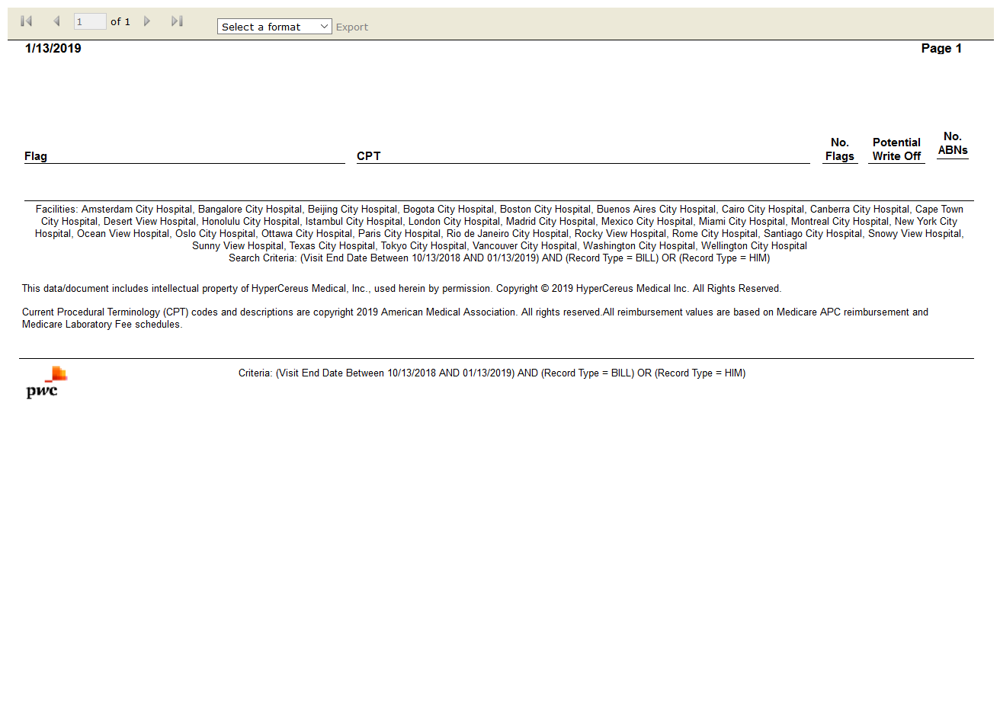 1 of 1 Select a format Export
1/13/2019 Page 1
Flag CPT No. Flags Potential Write Off No. ABNs
Facilities: Amsterdam City Hospital, Bangalore City Hospital, Beijing City Hospital, Bogota City Hospital, Boston City Hospital, Buenos Aires City Hospital, Cairo City Hospital, Canberra City Hospital, Cape Town
City Hospital, Desert View Hospital, Honolulu City Hospital, Istambul City Hospital, London City Hospital, Madrid City Hospital, Mexico City Hospital, Miami City Hospital, Montreal City Hospital, New York City
Hospital, Ocean View Hospital, Oslo City Hospital, Ottawa City Hospital, Paris City Hospital, Rio de Janeiro City Hospital, Rocky View Hospital, Rome City Hospital, Santiago City Hospital, Snowy View Hospital,
Sunny View Hospital, Texas City Hospital, Tokyo City Hospital, Vancouver City Hospital, Washington City Hospital, Wellington City Hospital
Search Criteria: (Visit End Date Between 10/13/2018 AND 01/13/2019) AND (Record Type = BILL) OR (Record Type = HIM)
This data/document includes intellectual property of HyperCereus Medical, Inc., used herein by permission. Copyright © 2019 HyperCereus Medical Inc. All Rights Reserved.
Current Procedural Terminology (CPT) codes and descriptions are copyright 2019 American Medical Association. All rights reserved.All reimbursement values are based on Medicare APC reimbursement and
Medicare Laboratory Fee schedules.
Criteria: (Visit End Date Between 10/13/2018 AND 01/13/2019) AND (Record Type = BILL) OR (Record Type = HIM)
pwc